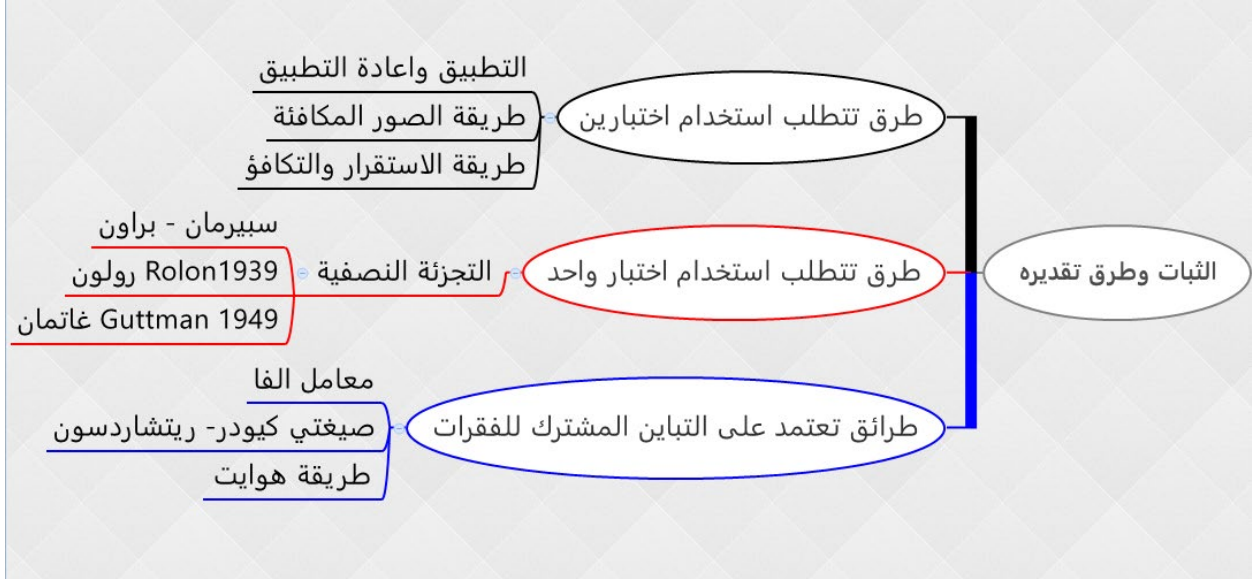 الثبات وطرق تقديره
طرق تتطلب استخدام اختبارين
التطبيق واعادة التطبيق
طريقة الصور المكافئة
طريقة الاستقرار والتكافؤ
طرق تتطلب استخدام اختبار واحد
التجزئة النصفية
سبيرمان - براون
Rolon1939 رولون
Guttman 1949 غاتمان
طرائق تعتمد على التباين المشترك للفقرات
معامل الفا
صيغتي كيودر- ريتشاردسون
طريقة هوايت